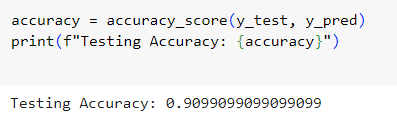 accuracy = accuracy_score(y_test, y_pred)
print(f"Testing Accuracy: {accuracy}")
Testing Accuracy: 0.9099099099099099